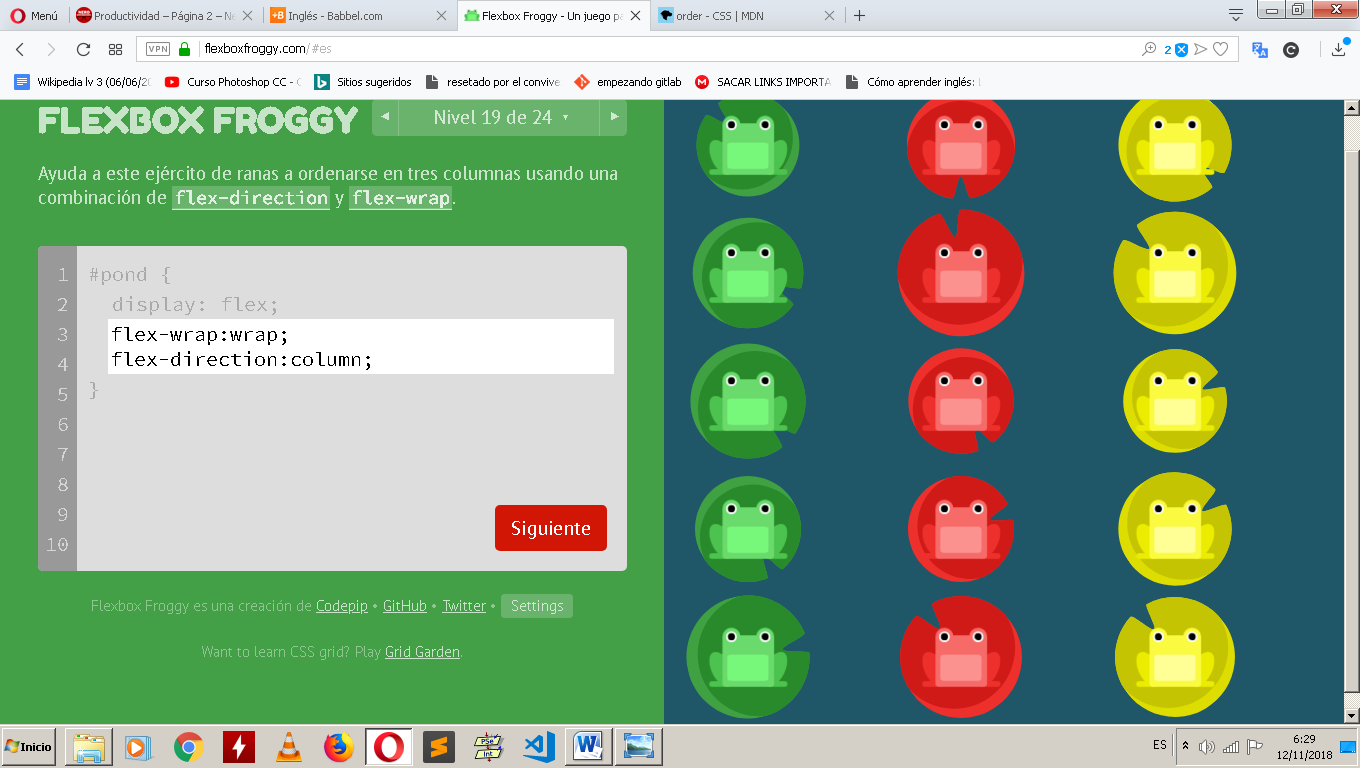 Menú
Productividad – Página 2 – Ne
Inglés - Babbel.com
Flexbox Froggy - Un juego pa
order - CSS | MDN
VPN
flexboxfroggy.com/#es
2
Wikipedia lv 3 (06/06/20
Curso Photoshop CC - C
Sitios sugeridos
resetado por el convive
empezando gitlab
SACAR LINKS IMPORTA
Cómo aprender inglés:
FLEXBOX FROGGY
Nivel 19 de 24
Ayuda a este ejército de ranas a ordenarse en tres columnas usando una
combinación de flex-direction y flex-wrap.
1 #pond {
2 display: flex;
3 flex-wrap:wrap;
4 flex-direction:column;
5 }
6
7
8
9
10
Siguiente
Flexbox Froggy es una creación de Codepip • GitHub • Twitter • Settings
Want to learn CSS grid? Play Grid Garden.
Inicio
ES
6:29
12/11/2018